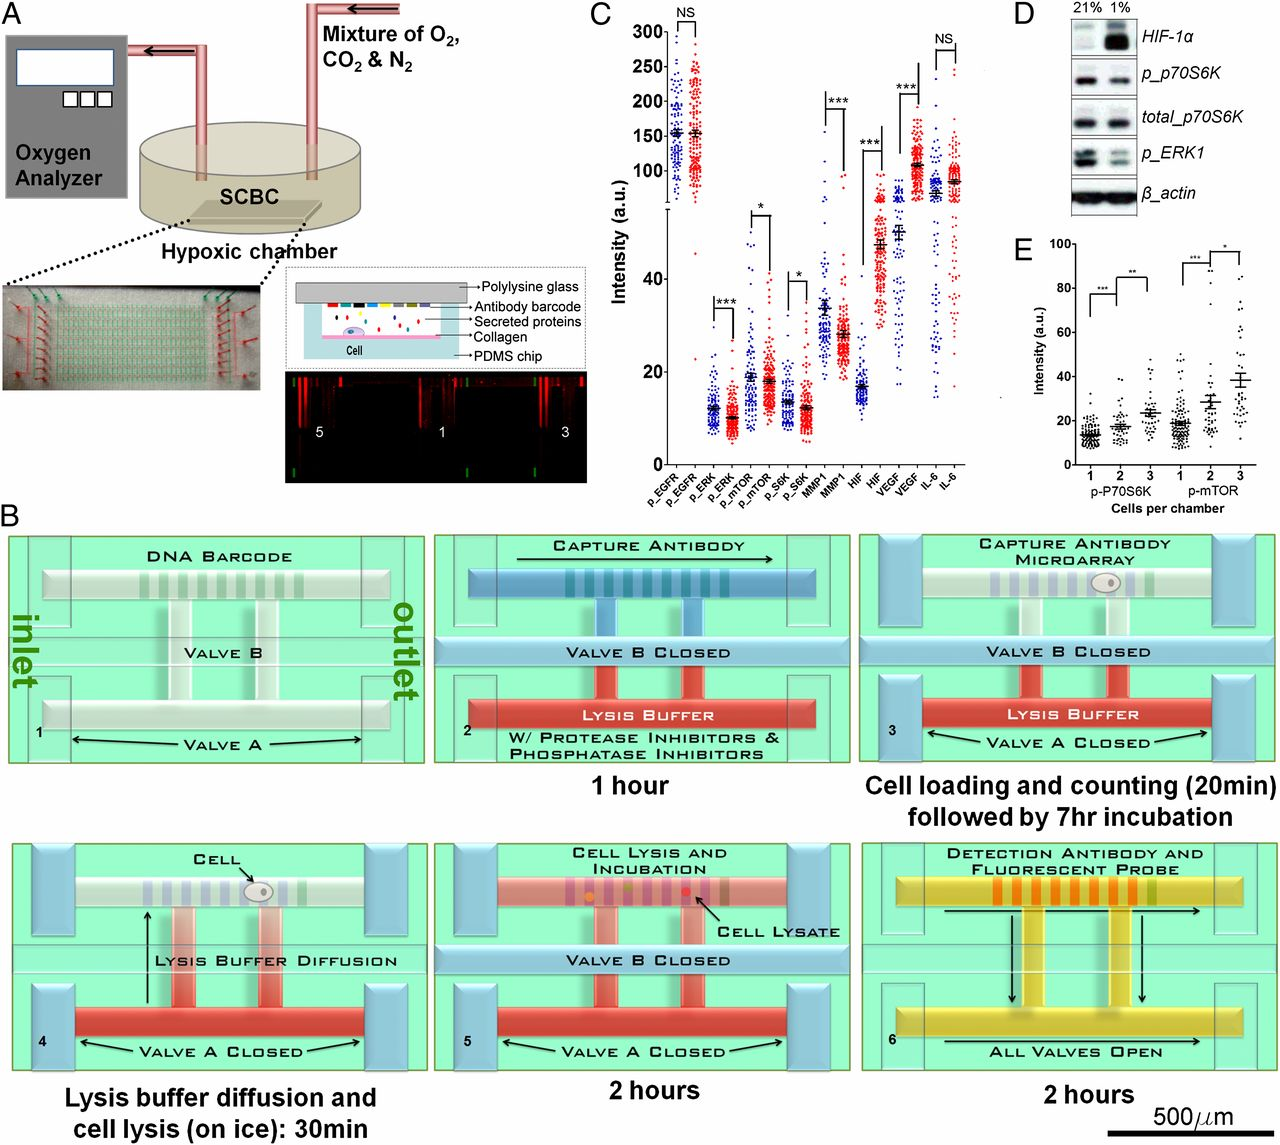 A
Mixture of O2,
CO2 & N2
Oxygen
Analyzer
SCBC
Hypoxic chamber
Polylysine glass
Antibody barcode
Secreted proteins
Collagen
Cell
PDMS chip
5
1
3
C
NS
NS
***
***
***
***
*
*
Intensity (a.u.)
300
250
200
150
100
40
20
0
p_EGFR
p_EGFR
p_ERK
p_ERK
p_mTOR
p_mTOR
p_S6K
p_S6K
MMP1
MMP1
HIF
HIF
VEGF
VEGF
IL-6
IL-6
D
21% 1%
HIF-1α
p_p70S6K
total_p70S6K
p_ERK1
β_actin
E
Intensity (a.u.)
100
80
60
40
20
0
***
**
***
*
1 2 3 1 2 3
p-P70S6K p-mTOR
Cells per chamber
B
DNA Barcode
inlet
outlet
Valve B
1
Valve A
Capture Antibody
Valve B Closed
Lysis Buffer
2
W/ Protease Inhibitors &
Phosphatase Inhibitors
1 hour
Capture Antibody
Microarray
Valve B Closed
Lysis Buffer
3
Valve A Closed
Cell loading and counting (20min)
followed by 7hr incubation
Cell
Lysis Buffer Diffusion
4
Valve A Closed
Lysis buffer diffusion and
cell lysis (on ice): 30min
Cell Lysis and
Incubation
Cell Lysate
Valve B Closed
5
Valve A Closed
2 hours
Detection Antibody and
Fluorescent Probe
6
All Valves Open
2 hours
500μm